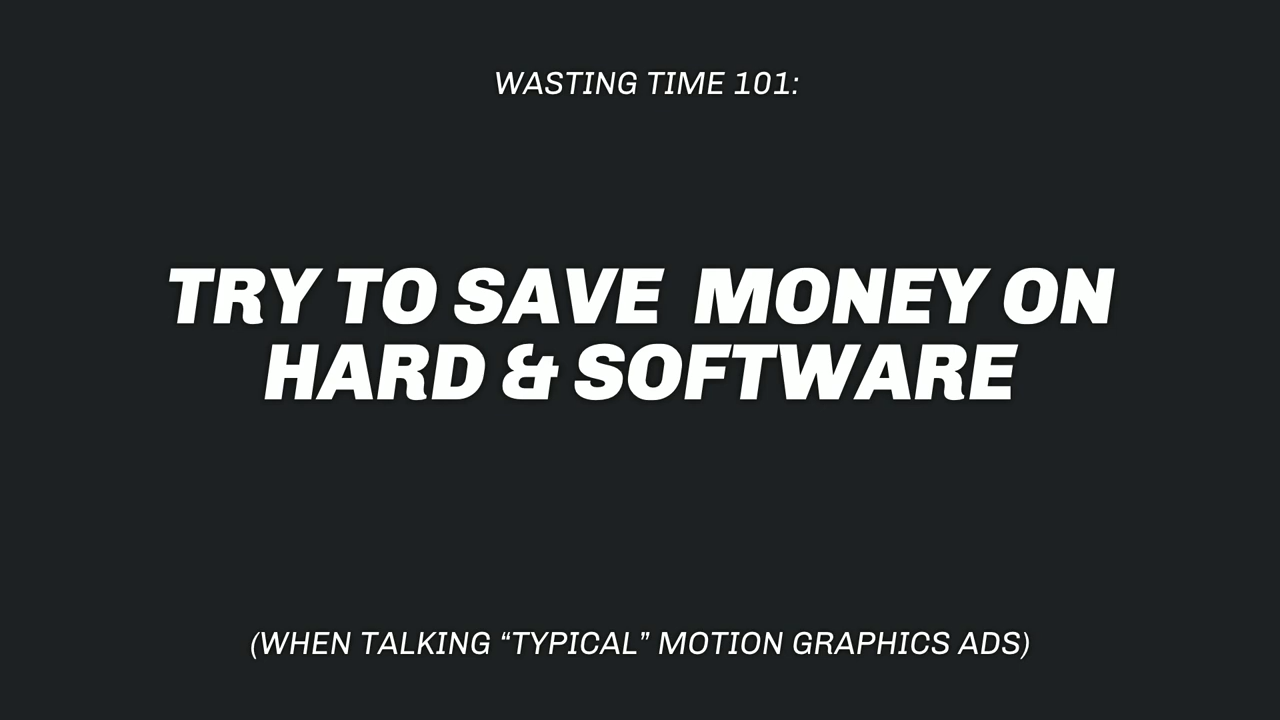 WASTING TIME 101:
TRY TO SAVE MONEY ON
HARD & SOFTWARE
(WHEN TALKING “TYPICAL” MOTION GRAPHICS ADS)